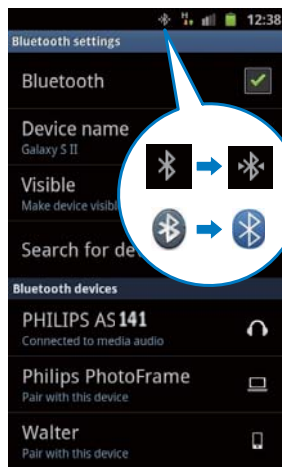 12:38
Bluetooth settings
Bluetooth
Device name
Galaxy S II
Visible
Make device visibl
Search for de
Bluetooth devices
PHILIPS AS141
Connected to media audio
Philips PhotoFrame
Pair with this device
Walter
Pair with this device